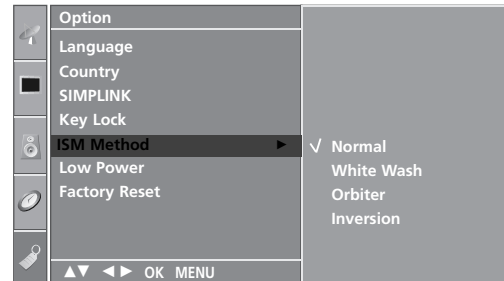 Option
Language
Country
SIMPLINK
Key Lock
ISM Method ►
Low Power
Factory Reset
√ Normal
White Wash
Orbiter
Inversion
▲▼ ◄► OK MENU